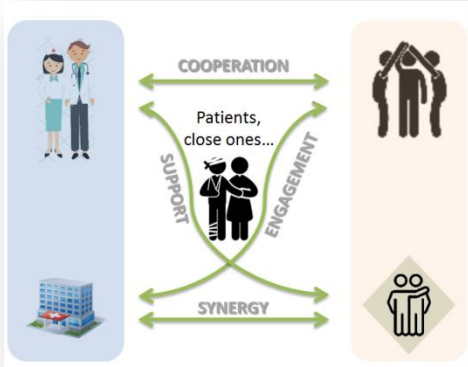 COOPERATION
Patients,
close ones...
SUPPORT
ENGAGEMENT
SYNERGY